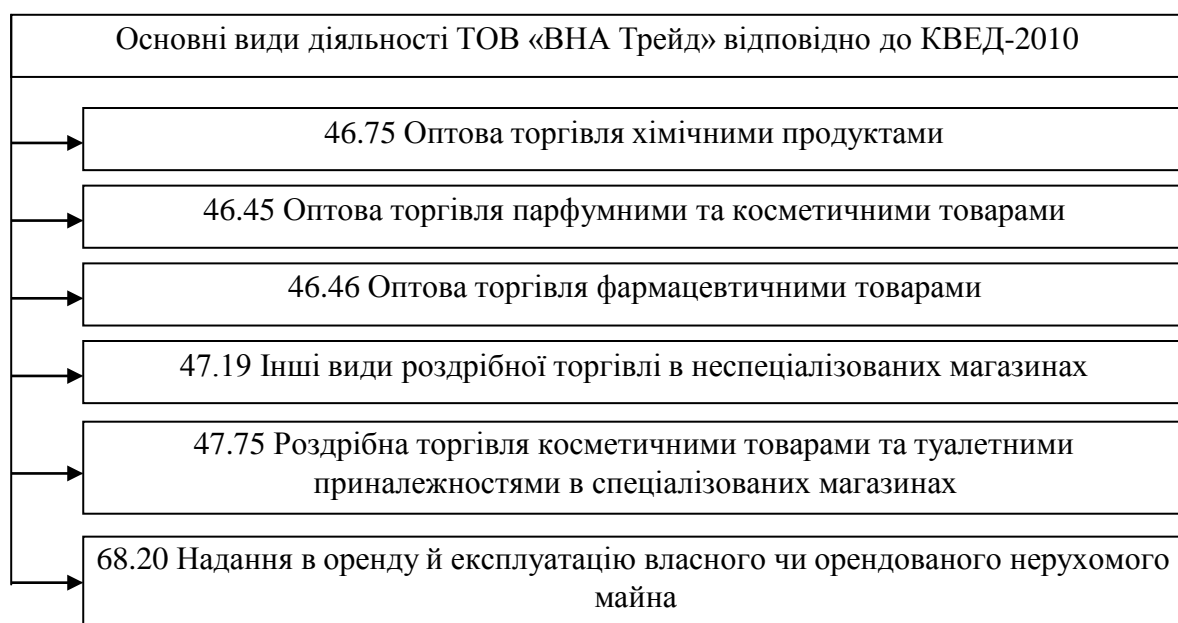 Основні види діяльності ТОВ «ВНА Трейд» відповідно до КВЕД-2010
46.75 Оптова торгівля хімічними продуктами
46.45 Оптова торгівля парфумними та косметичними товарами
46.46 Оптова торгівля фармацевтичними товарами
47.19 Інші види роздрібної торгівлі в неспеціалізованих магазинах
47.75 Роздрібна торгівля косметичними товарами та туалетними
приналежностями в спеціалізованих магазинах
68.20 Надання в оренду й експлуатацію власного чи орендованого нерухомого
майна